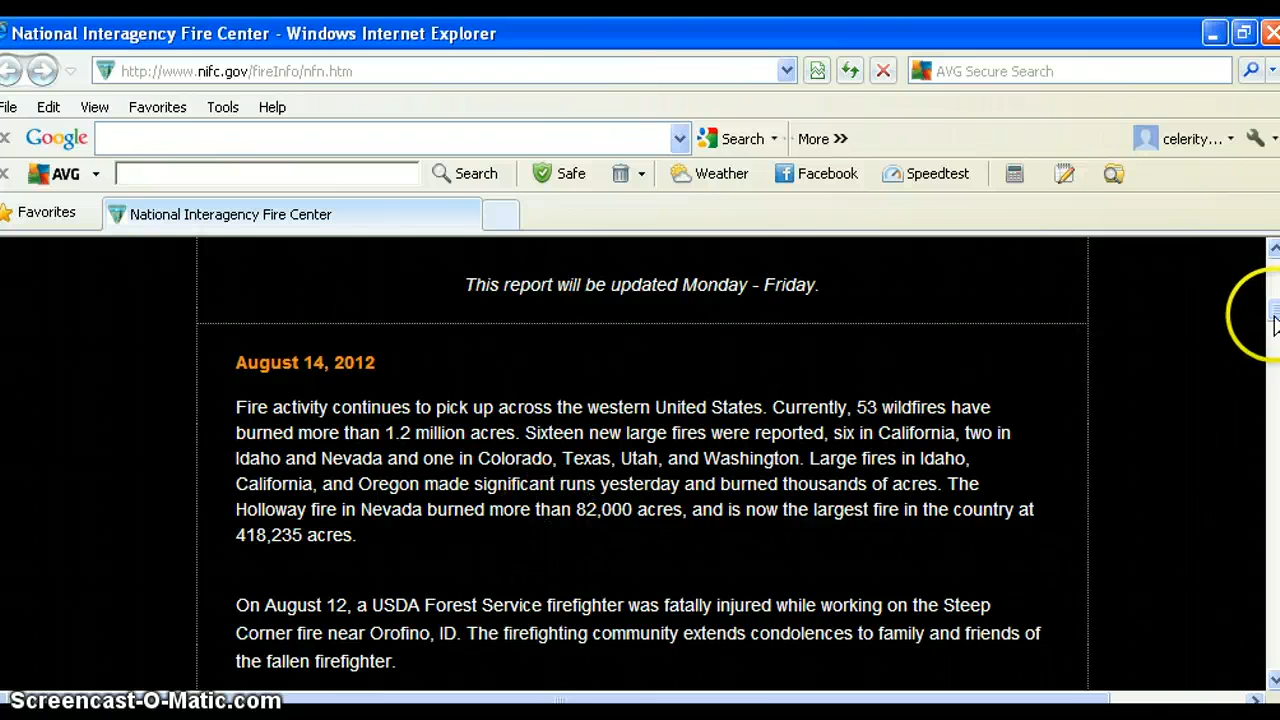 National Interagency Fire Center - Windows Internet Explorer
http://www.nifc.gov/fireInfo/nfn.htm
AVG Secure Search
File Edit View Favorites Tools Help
x Google Search More >> celerity...
x AVG Search Safe Weather Facebook Speedtest
Favorites National Interagency Fire Center
This report will be updated Monday - Friday.
August 14, 2012
Fire activity continues to pick up across the western United States. Currently, 53 wildfires have
burned more than 1.2 million acres. Sixteen new large fires were reported, six in California, two in
Idaho and Nevada and one in Colorado, Texas, Utah, and Washington. Large fires in Idaho,
California, and Oregon made significant runs yesterday and burned thousands of acres. The
Holloway fire in Nevada burned more than 82,000 acres, and is now the largest fire in the country at
418,235 acres.
On August 12, a USDA Forest Service firefighter was fatally injured while working on the Steep
Corner fire near Orofino, ID. The firefighting community extends condolences to family and friends of
the fallen firefighter.
Screencast-O-Matic.com